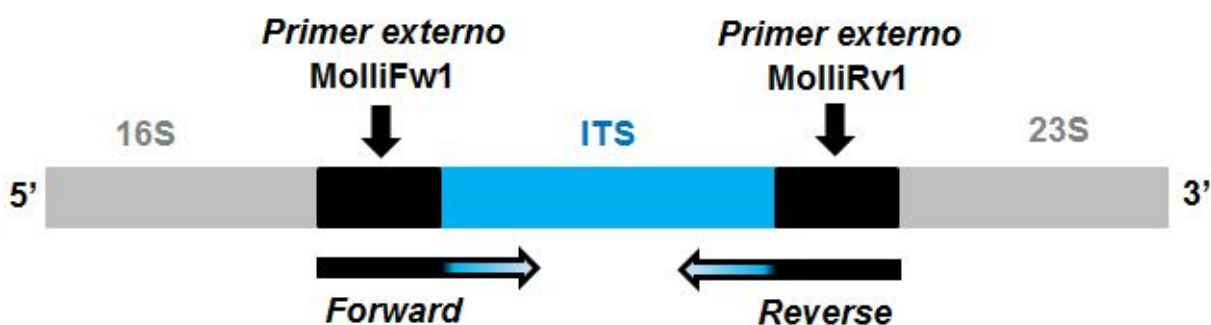 Primer externo
MolliFw1
Primer externo
MolliRv1
16S
ITS
23S
5’
3’
Forward
Reverse